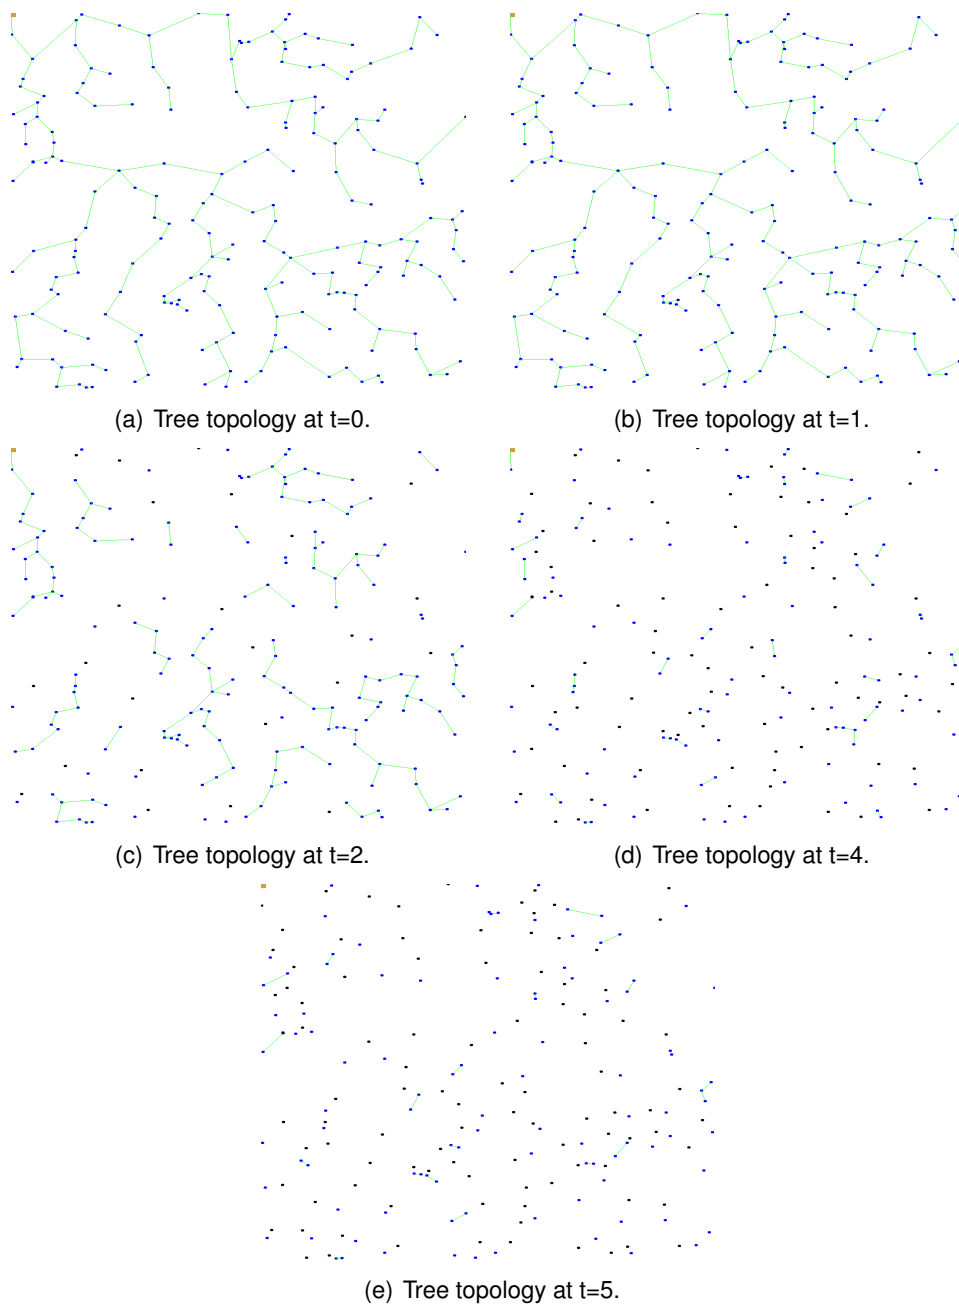 (a) Tree topology at t=0.
(b) Tree topology at t=1.
(c) Tree topology at t=2.
(d) Tree topology at t=4.
(e) Tree topology at t=5.